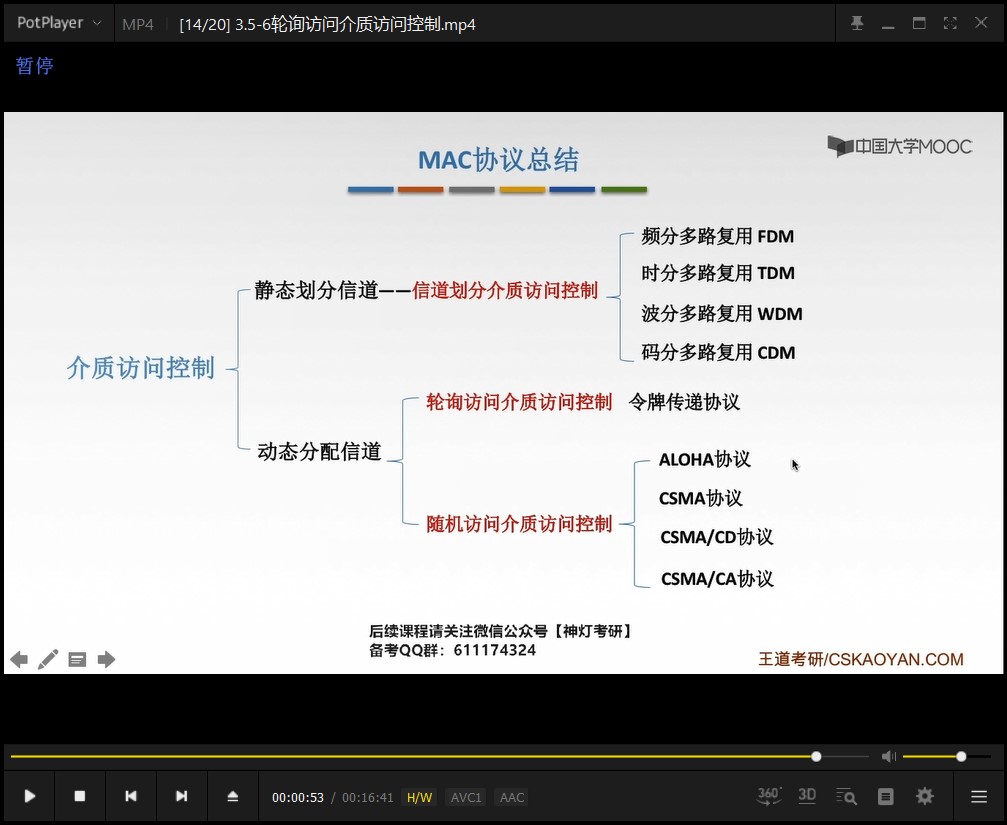 PotPlayer MP4 [14/20] 3.5-6轮询访问介质访问控制.mp4
暂停
中国大学MOOC
MAC协议总结
频分多路复用 FDM
时分多路复用 TDM
静态划分信道——信道划分介质访问控制
波分多路复用 WDM
码分多路复用 CDM
介质访问控制
轮询访问介质访问控制 令牌传递协议
动态分配信道
ALOHA协议
CSMA协议
随机访问介质访问控制
CSMA/CD协议
CSMA/CA协议
后续课程请关注微信公众号【神灯考研】
备考QQ群：611174324
王道考研/CSKAOYAN.COM
00:00:53 / 00:16:41 H/W AVC1 AAC 360° 3D